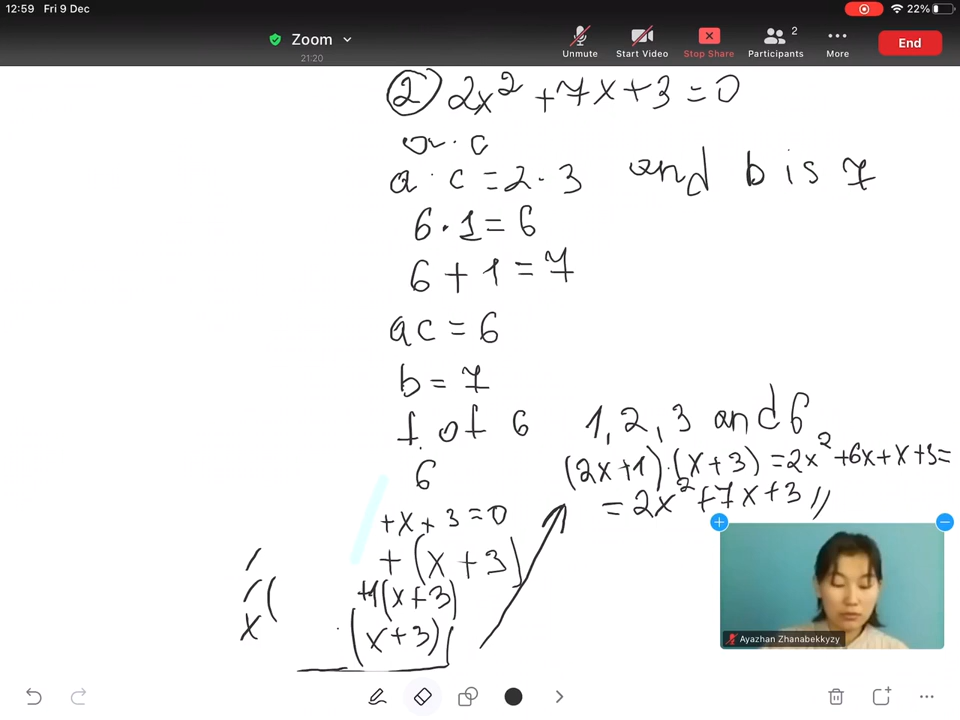 12:59 Fri 9 Dec
22%
Zoom
21:20
Unmute
Start Video
Stop Share
2
Participants
More
End
② 2x² + 7x + 3 = 0
a · c
a · c = 2 · 3 and b is 7
6 · 1 = 6
6 + 1 = 7
ac = 6
b = 7
f. of 6 1, 2, 3 and 6
6 (2x+1) · (x+3) = 2x² + 6x + x + 3 =
= 2x² + 7x + 3 //
+ x + 3 = 0
+ (x + 3)
+1(x+3)
(
x
(x+3)
Ayazhan Zhanabekkyzy